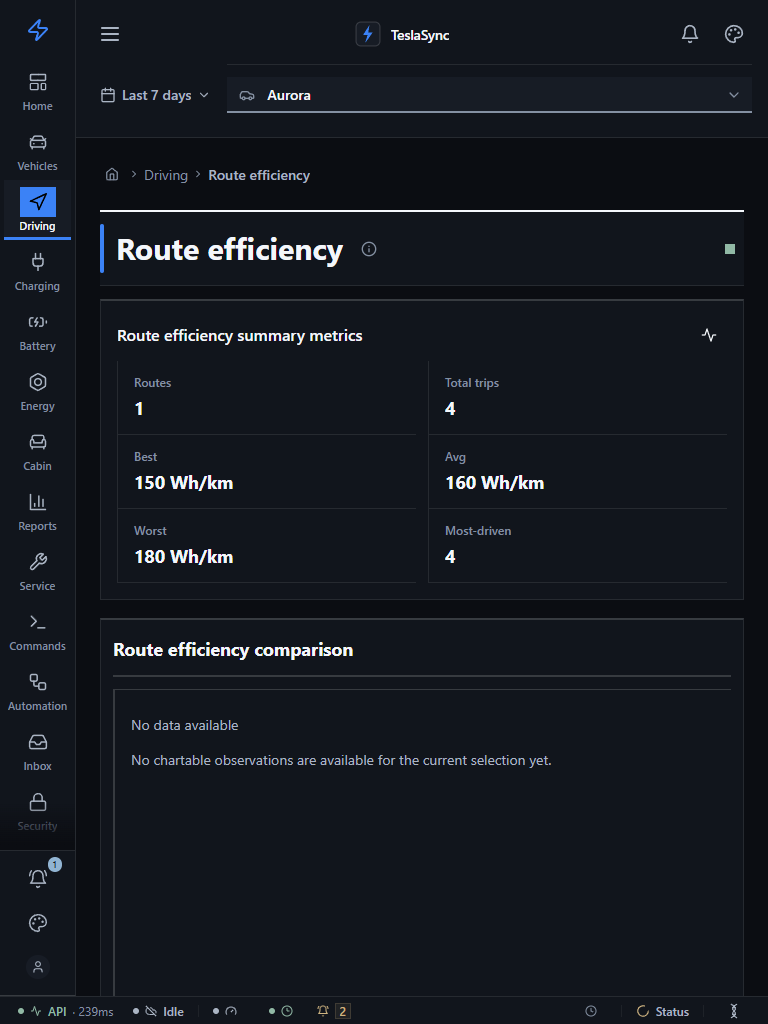 TeslaSync
Last 7 days
Aurora
Home
Vehicles
Driving
Charging
Battery
Energy
Cabin
Reports
Service
Commands
Automation
Inbox
Security
1
Driving
Route efficiency
Route efficiency
Route efficiency summary metrics
Routes
1
Total trips
4
Best
150 Wh/km
Avg
160 Wh/km
Worst
180 Wh/km
Most-driven
4
Route efficiency comparison
No data available
No chartable observations are available for the current selection yet.
API · 239ms
Idle
2
Status